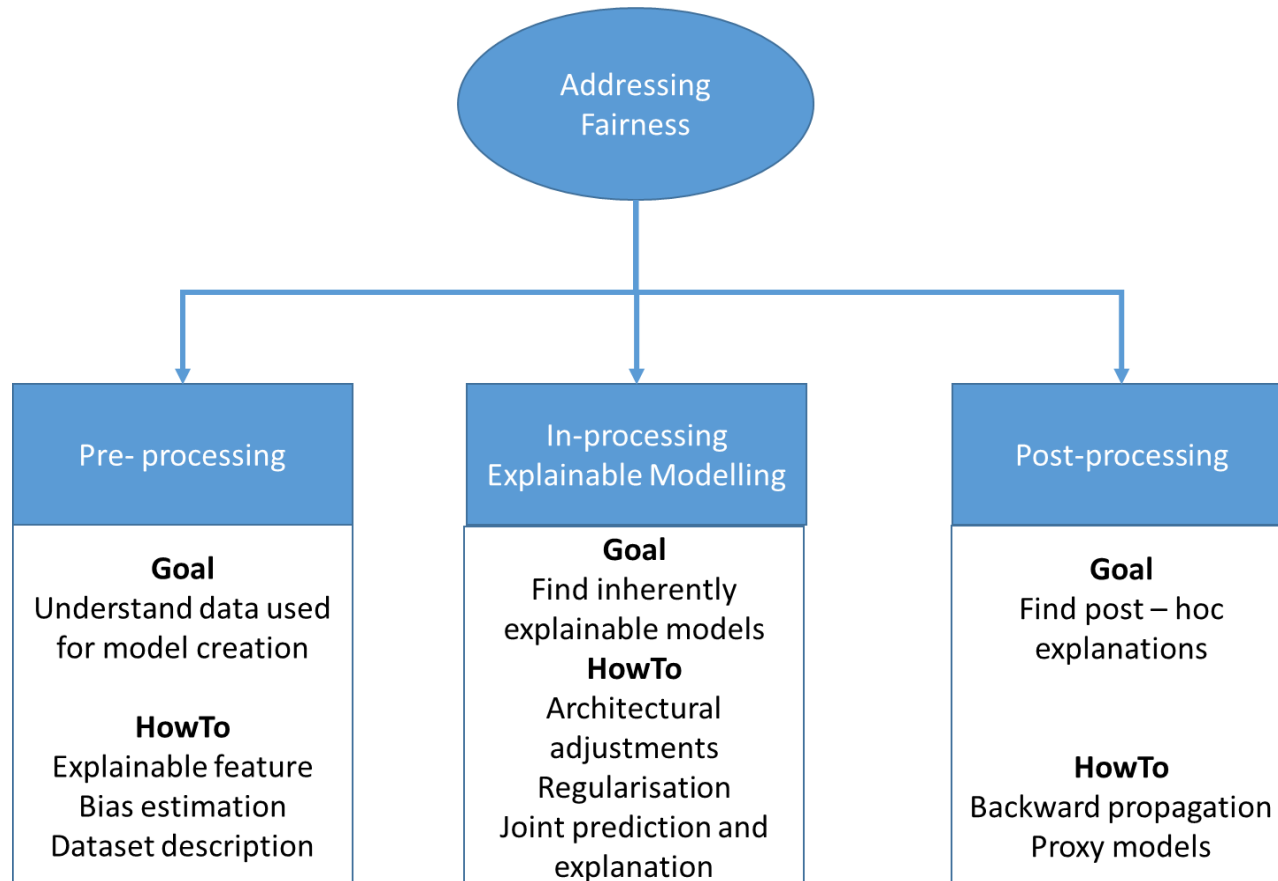 Addressing
Fairness
Pre- processing
Goal
Understand data used
for model creation
HowTo
Explainable feature
Bias estimation
Dataset description
In-processing
Explainable Modelling
Goal
Find inherently
explainable models
HowTo
Architectural
adjustments
Regularisation
Joint prediction and
explanation
Post-processing
Goal
Find post – hoc
explanations
HowTo
Backward propagation
Proxy models